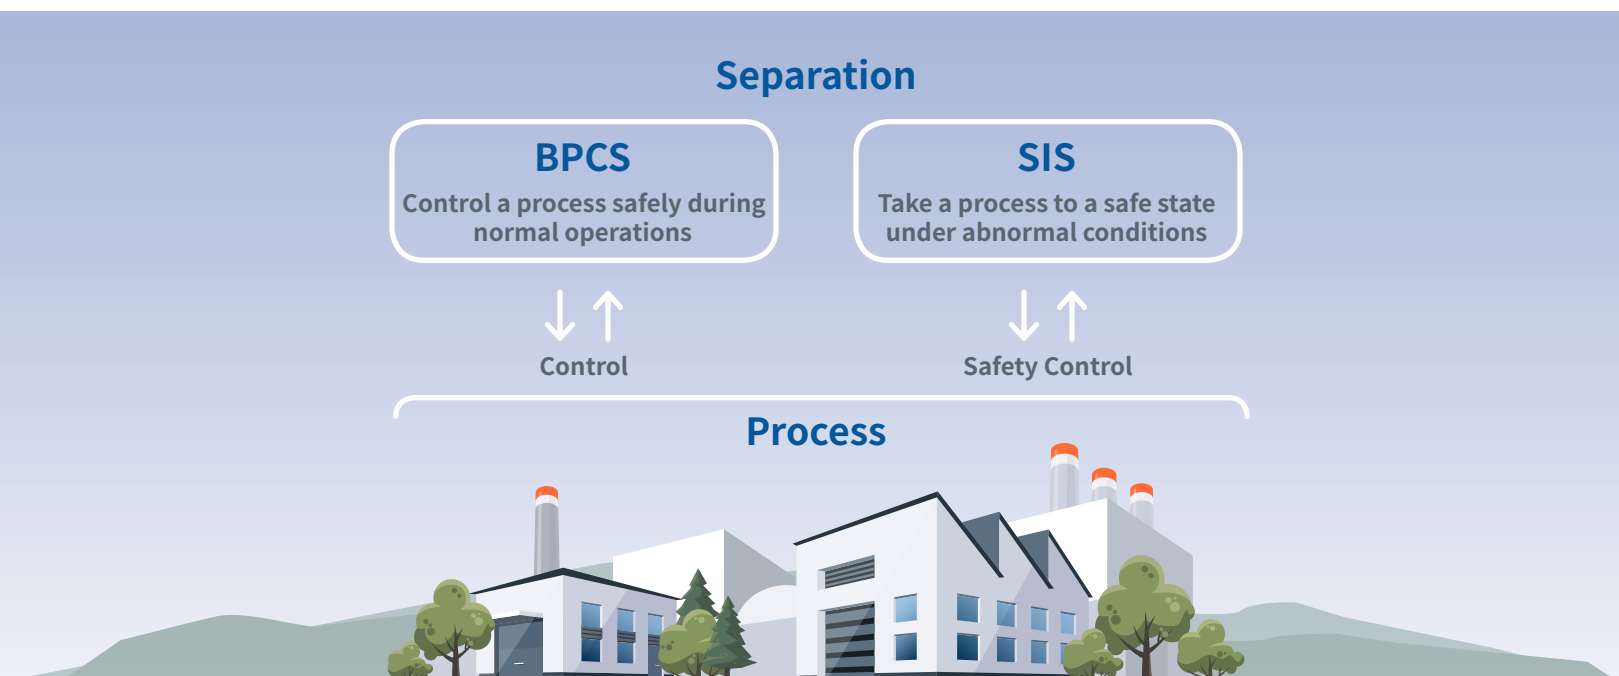 Separation
BPCS
Control a process safely during
normal operations
SIS
Take a process to a safe state
under abnormal conditions
Control
Safety Control
Process